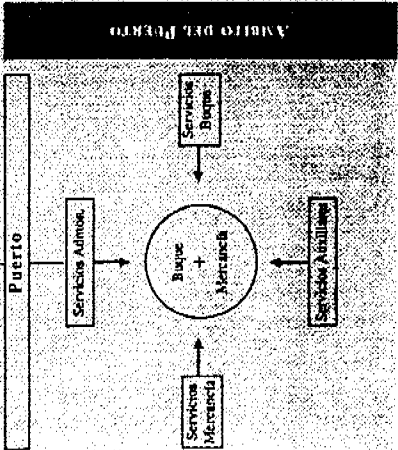 ÁMBITO DEL PUERTO
Puerto
Servicios
Buque
Servicios Admón.
Buque
+
Mercancía
Servicios Auxiliares
Servicios
Mercancía